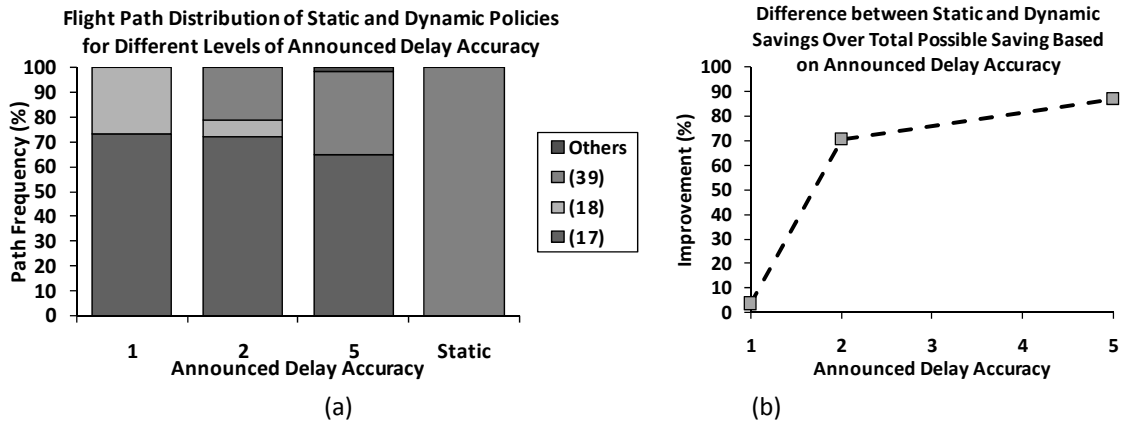 Flight Path Distribution of Static and Dynamic Policies
for Different Levels of Announced Delay Accuracy
Path Frequency (%)
100
90
80
70
60
50
40
30
20
10
0
1 2 5 Static
Announced Delay Accuracy
Others
(39)
(18)
(17)
(a)
Difference between Static and Dynamic
Savings Over Total Possible Saving Based
on Announced Delay Accuracy
Improvement (%)
100
90
80
70
60
50
40
30
20
10
0
1 2 3 4 5
Announced Delay Accuracy
(b)